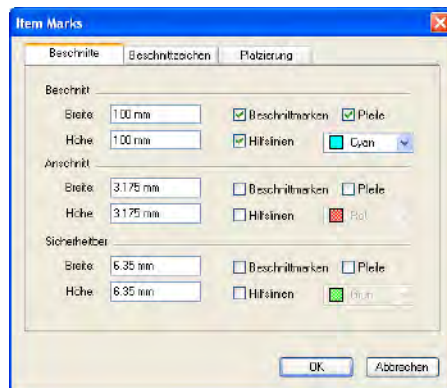 Item Marks
Beschnitte Beschnittzeichen Platzierung
Beschnitt
Breite: 100 mm Beschnittmarken Pfeile
Höhe: 100 mm Hilfslinien Cyan
Anschnitt
Breite: 3.175 mm Beschnittmarken Pfeile
Höhe: 3.175 mm Hilfslinien Rot
Sicherheitber
Breite: 6.35 mm Beschnittmarken Pfeile
Höhe: 6.35 mm Hilfslinien Grün
OK Abbrechen